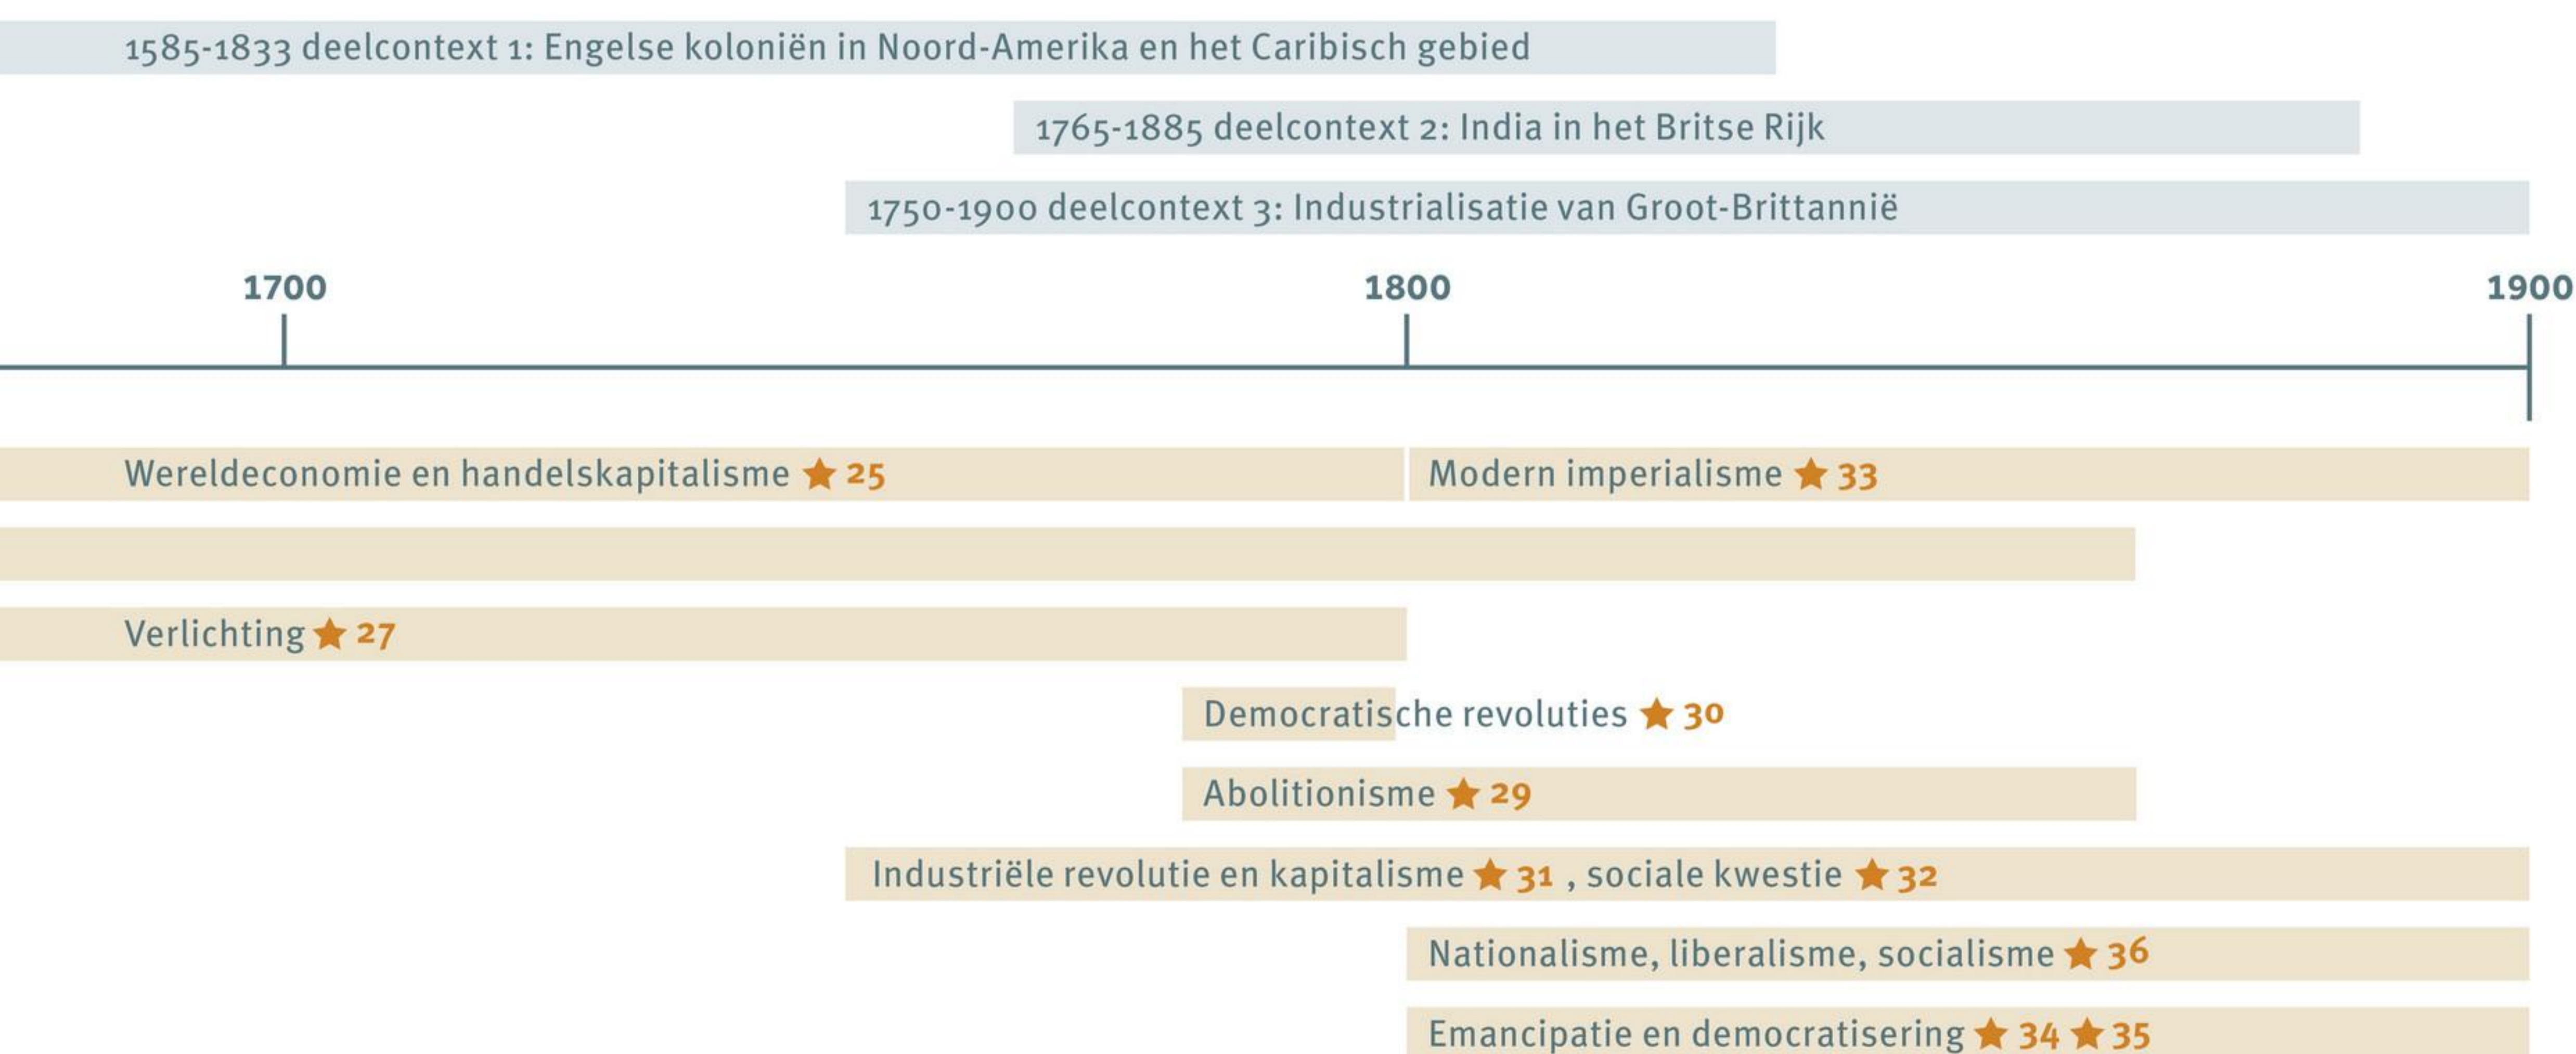 1585-1833 deelcontext 1: Engelse koloniën in Noord-Amerika en het Caribisch gebied
1765-1885 deelcontext 2: India in het Britse Rijk
1750-1900 deelcontext 3: Industrialisatie van Groot-Brittannië
1700 1800 1900
Wereldeconomie en handelskapitalisme ★ 25 Modern imperialisme ★ 33
Verlichting ★ 27
Democratische revoluties ★ 30
Abolitionisme ★ 29
Industriële revolutie en kapitalisme ★ 31 , sociale kwestie ★ 32
Nationalisme, liberalisme, socialisme ★ 36
Emancipatie en democratisering ★ 34 ★ 35